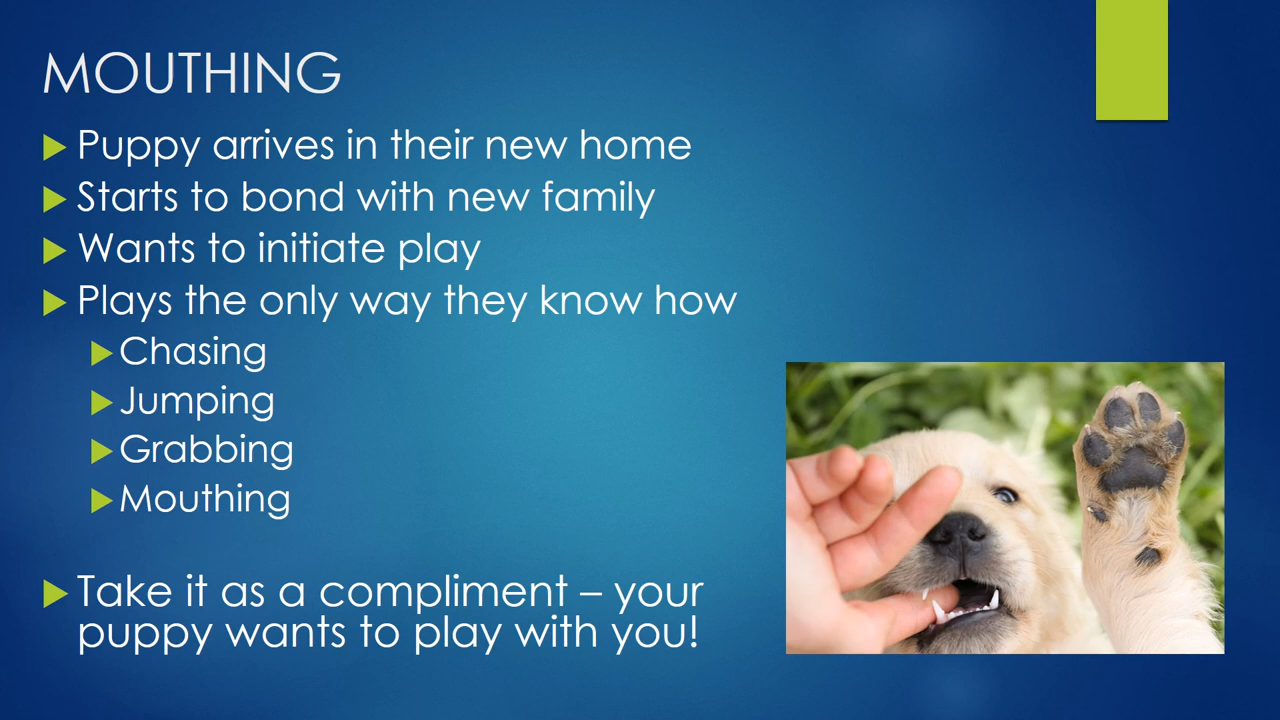 MOUTHING
Puppy arrives in their new home
Starts to bond with new family
Wants to initiate play
Plays the only way they know how
Chasing
Jumping
Grabbing
Mouthing
Take it as a compliment – your
puppy wants to play with you!